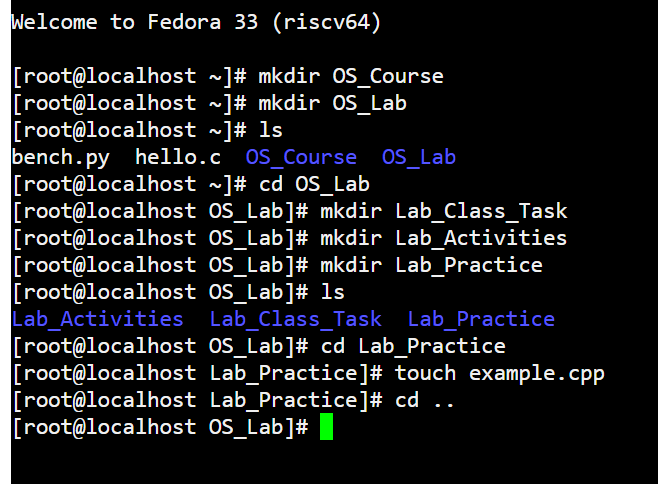 Welcome to Fedora 33 (riscv64)
[root@localhost ~]# mkdir OS_Course
[root@localhost ~]# mkdir OS_Lab
[root@localhost ~]# ls
bench.py  hello.c  OS_Course  OS_Lab
[root@localhost ~]# cd OS_Lab
[root@localhost OS_Lab]# mkdir Lab_Class_Task
[root@localhost OS_Lab]# mkdir Lab_Activities
[root@localhost OS_Lab]# mkdir Lab_Practice
[root@localhost OS_Lab]# ls
Lab_Activities  Lab_Class_Task  Lab_Practice
[root@localhost OS_Lab]# cd Lab_Practice
[root@localhost Lab_Practice]# touch example.cpp
[root@localhost Lab_Practice]# cd ..
[root@localhost OS_Lab]#